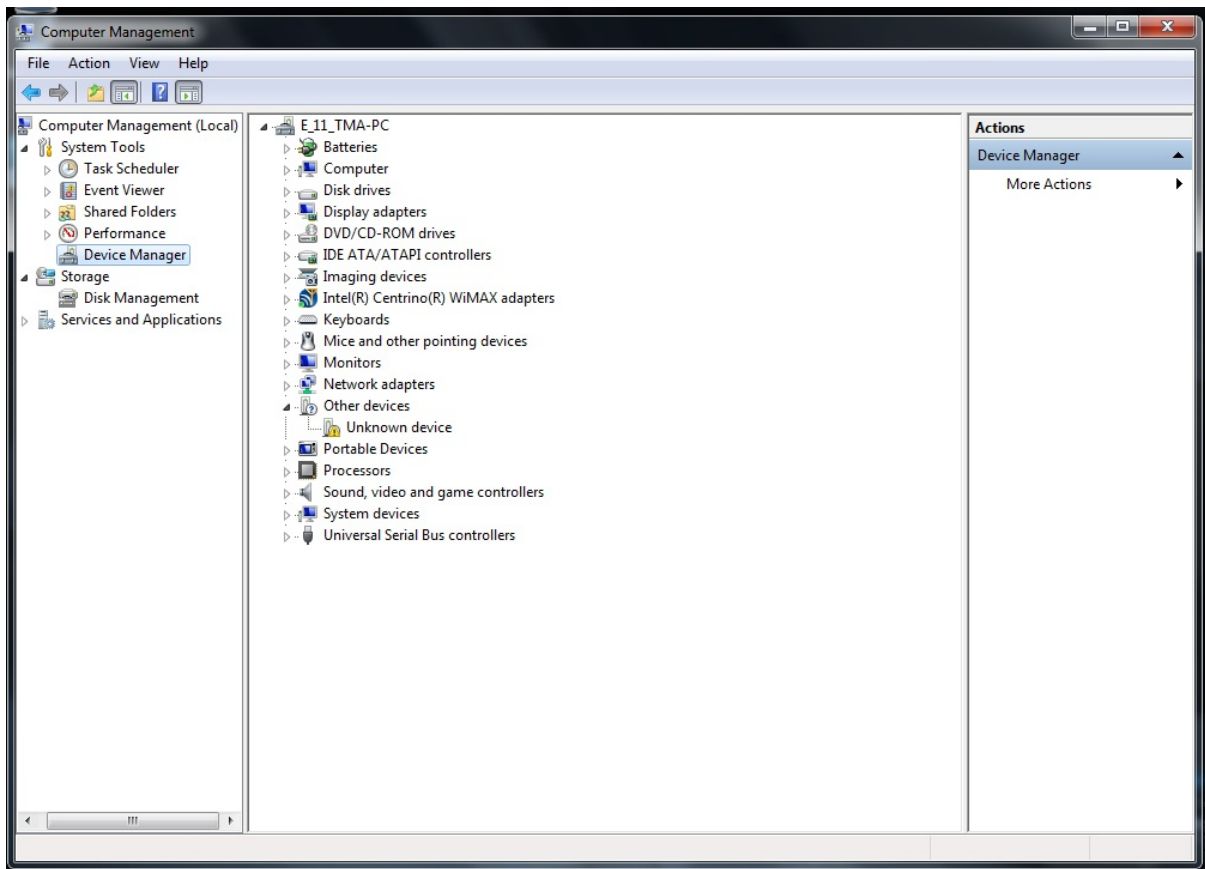 Computer Management
File Action View Help
Computer Management (Local)
System Tools
Task Scheduler
Event Viewer
Shared Folders
Performance
Device Manager
Storage
Disk Management
Services and Applications
E_11_TMA-PC
Batteries
Computer
Disk drives
Display adapters
DVD/CD-ROM drives
IDE ATA/ATAPI controllers
Imaging devices
Intel(R) Centrino(R) WiMAX adapters
Keyboards
Mice and other pointing devices
Monitors
Network adapters
Other devices
Unknown device
Portable Devices
Processors
Sound, video and game controllers
System devices
Universal Serial Bus controllers
Actions
Device Manager
More Actions